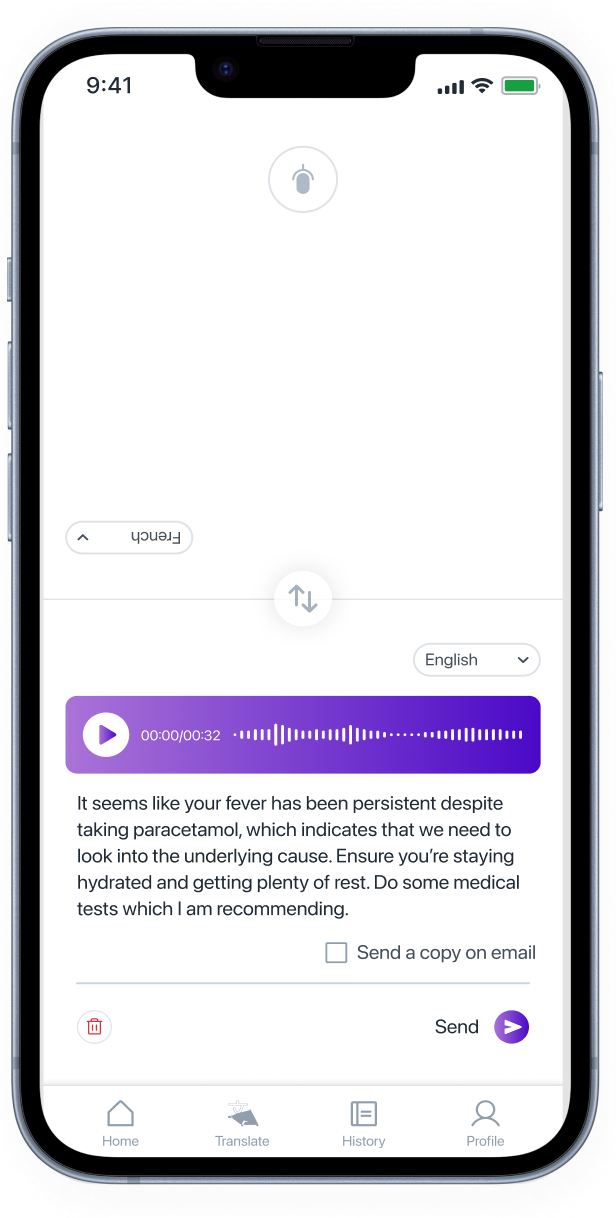 9:41
French
English
00:00/00:32
It seems like your fever has been persistent despite
taking paracetamol, which indicates that we need to
look into the underlying cause. Ensure you’re staying
hydrated and getting plenty of rest. Do some medical
tests which I am recommending.
Send a copy on email
Send
Home Translate History Profile